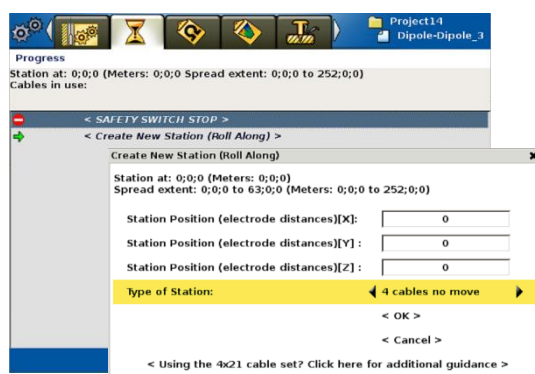 Project14
Dipole-Dipole_3
Progress
Station at: 0;0;0 (Meters: 0;0;0 Spread extent: 0;0;0 to 252;0;0)
Cables in use:
< SAFETY SWITCH STOP >
< Create New Station (Roll Along) >
Create New Station (Roll Along)
Station at: 0;0;0 (Meters: 0;0;0)
Spread extent: 0;0;0 to 63;0;0 (Meters: 0;0;0 to 252;0;0)
Station Position (electrode distances)[X]: 0
Station Position (electrode distances)[Y] : 0
Station Position (electrode distances)[Z] : 0
Type of Station: 4 cables no move
< OK >
< Cancel >
< Using the 4x21 cable set? Click here for additional guidance >